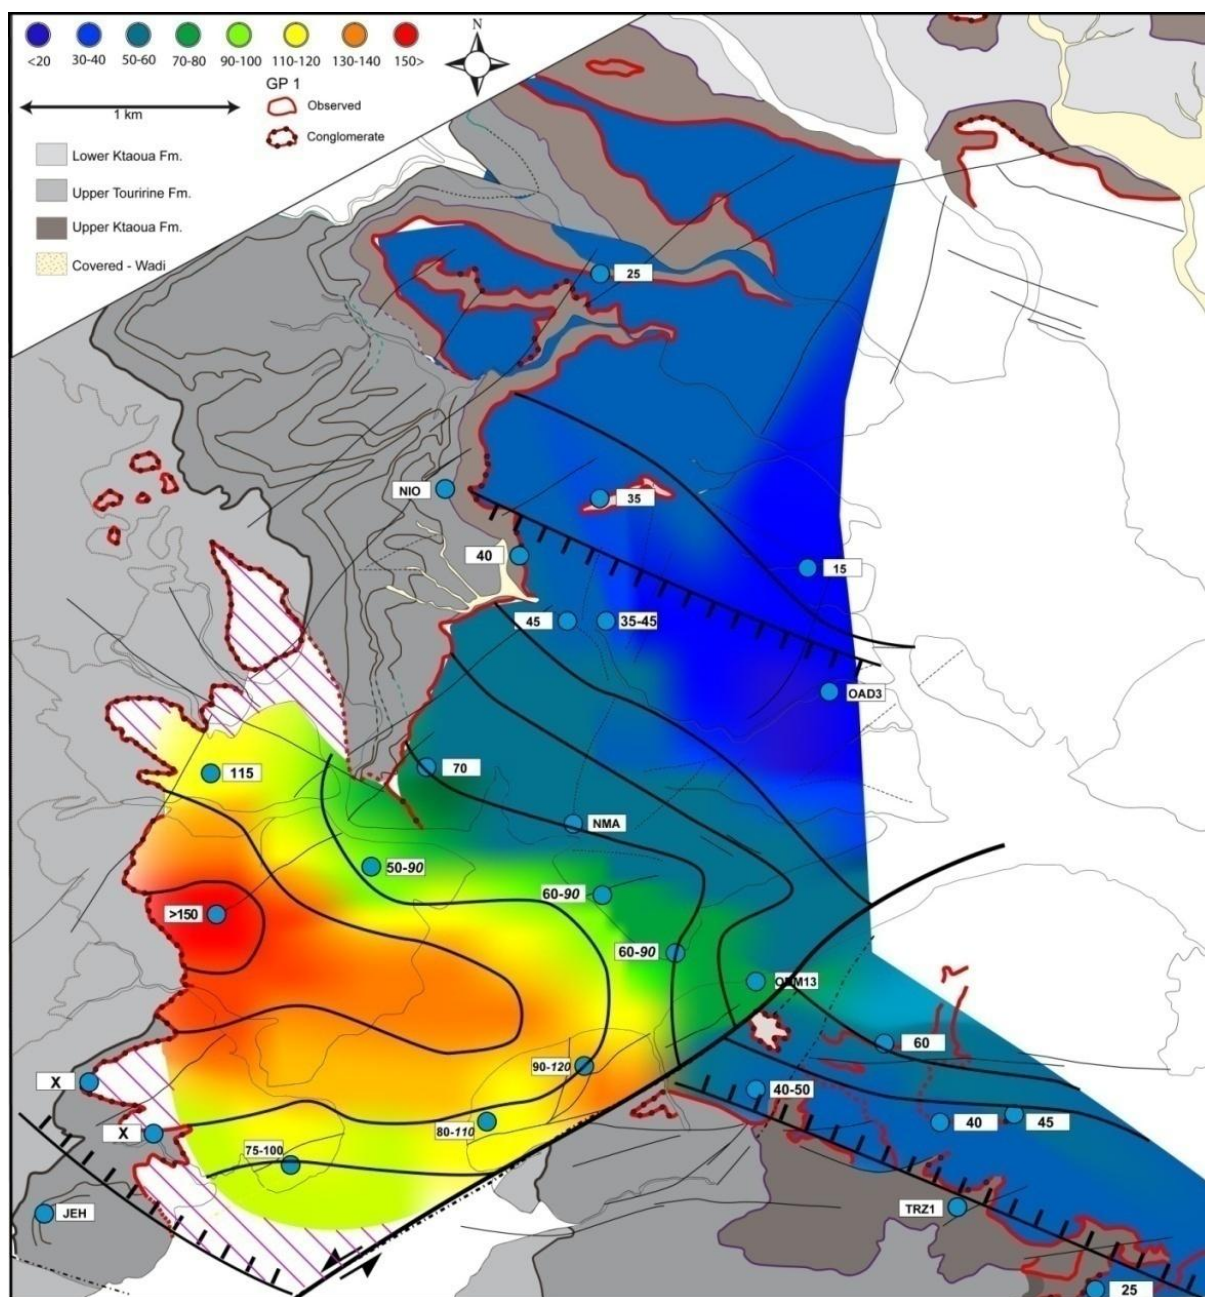 N
<20 30-40 50-60 70-80 90-100 110-120 130-140 150>
GP 1
Observed
1 km
Conglomerate
Lower Ktaoua Fm.
Upper Touririne Fm.
Upper Ktaoua Fm.
Covered - Wadi
25
NIO
35
40
15
45
35-45
OAD3
70
115
NMA
50-90
60-90
>150
60-90
60
90-120
X
40-50
80-110
40
45
X
75-100
TRZ1
JEH
25